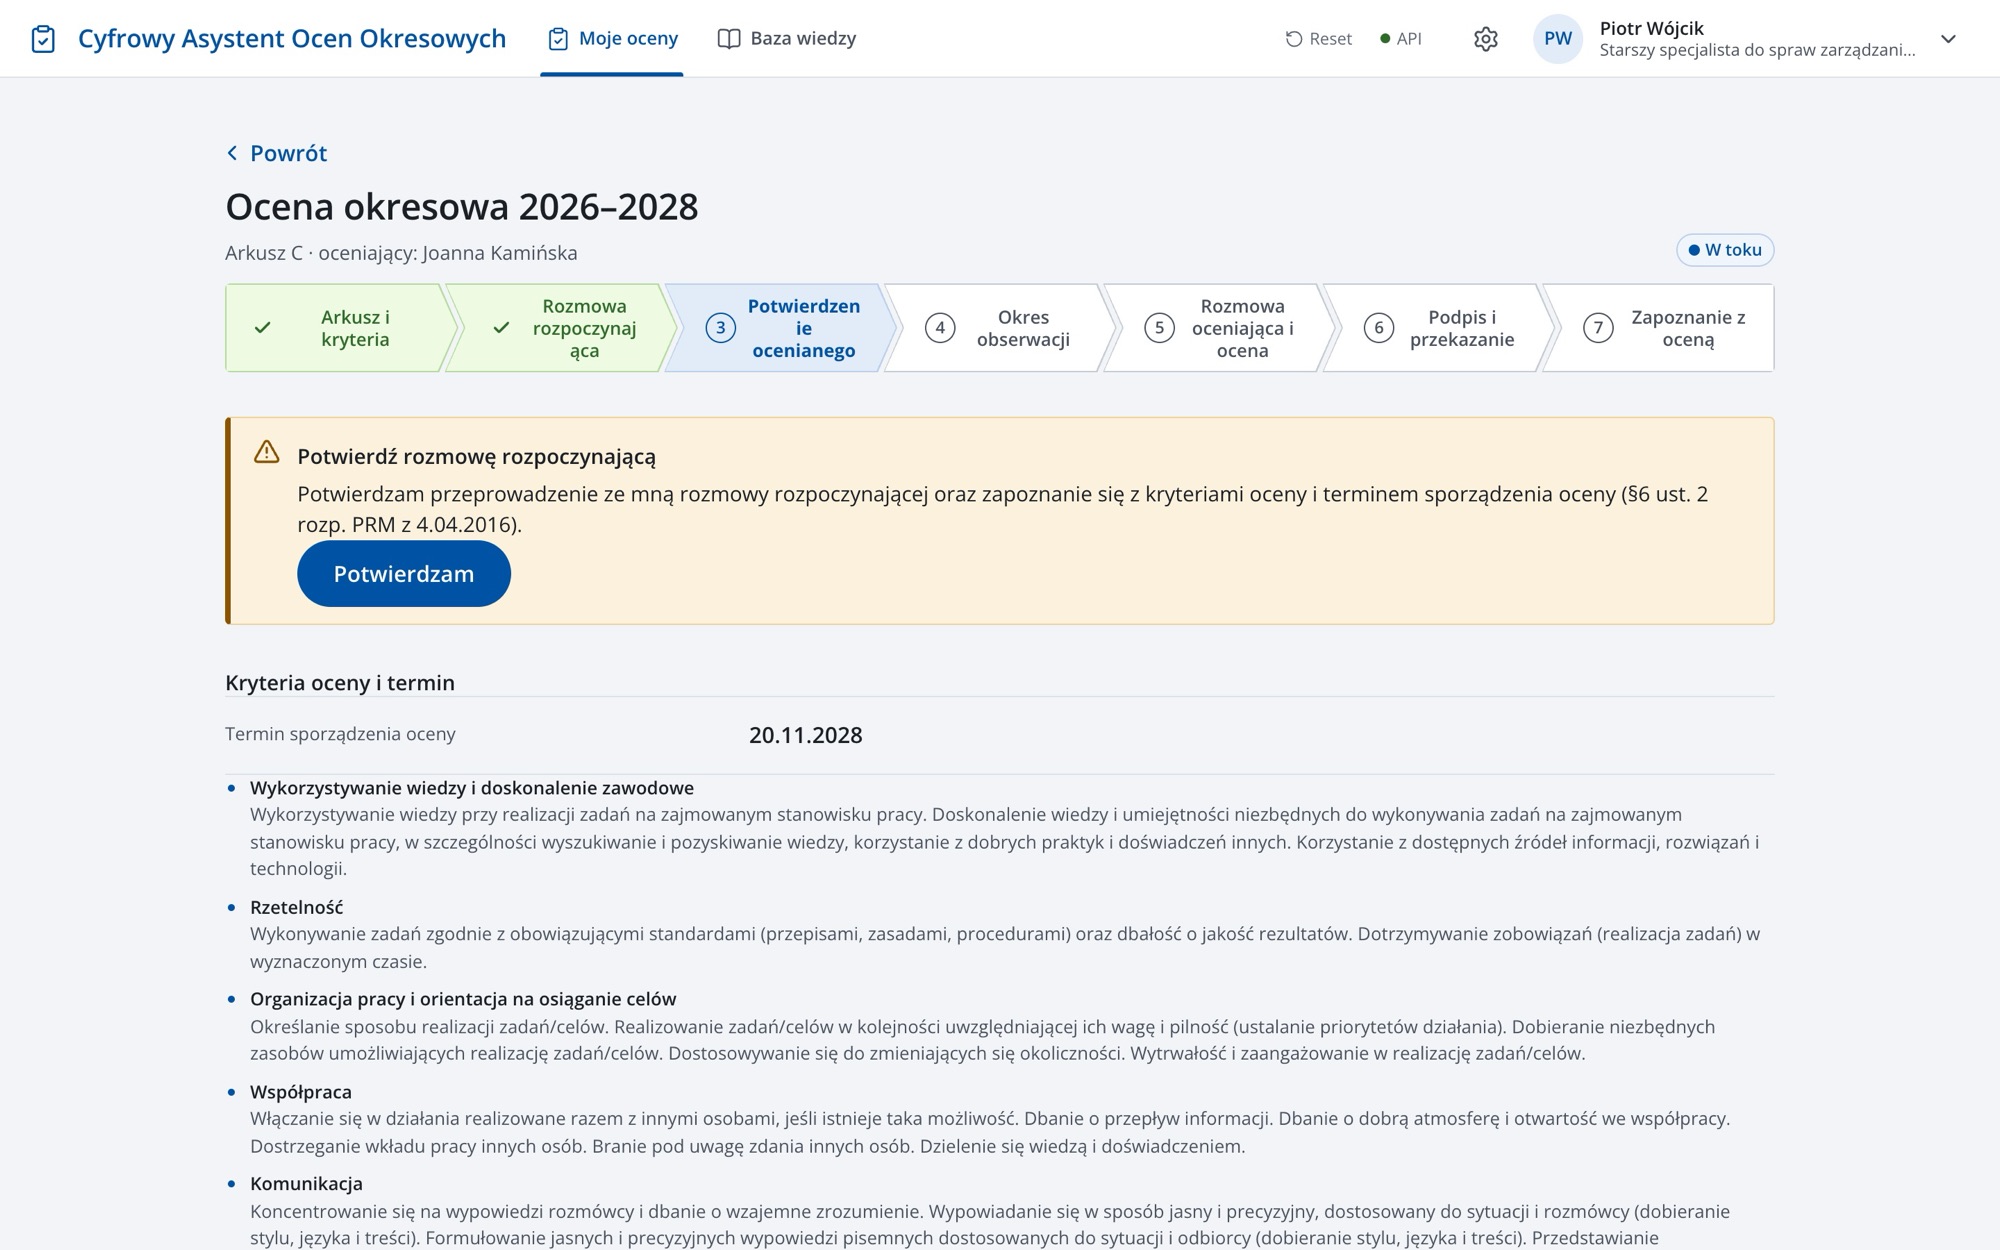 Cyfrowy Asystent Ocen Okresowych
Moje oceny
Baza wiedzy
Reset
API
PW
Piotr Wójcik
Starszy specjalista do spraw zarządzani...
Powrót
Ocena okresowa 2026–2028
Arkusz C · oceniający: Joanna Kamińska
W toku
Arkusz i
kryteria
Rozmowa
rozpoczynaj
ąca
3
Potwierdzen
ie
ocenianego
4
Okres
obserwacji
5
Rozmowa
oceniająca i
ocena
6
Podpis i
przekazanie
7
Zapoznanie z
oceną
Potwierdź rozmowę rozpoczynającą
Potwierdzam przeprowadzenie ze mną rozmowy rozpoczynającej oraz zapoznanie się z kryteriami oceny i terminem sporządzenia oceny (§6 ust. 2
rozp. PRM z 4.04.2016).
Potwierdzam
Kryteria oceny i termin
Termin sporządzenia oceny
20.11.2028
Wykorzystywanie wiedzy i doskonalenie zawodowe
Wykorzystywanie wiedzy przy realizacji zadań na zajmowanym stanowisku pracy. Doskonalenie wiedzy i umiejętności niezbędnych do wykonywania zadań na zajmowanym
stanowisku pracy, w szczególności wyszukiwanie i pozyskiwanie wiedzy, korzystanie z dobrych praktyk i doświadczeń innych. Korzystanie z dostępnych źródeł informacji, rozwiązań i
technologii.
Rzetelność
Wykonywanie zadań zgodnie z obowiązującymi standardami (przepisami, zasadami, procedurami) oraz dbałość o jakość rezultatów. Dotrzymywanie zobowiązań (realizacja zadań) w
wyznaczonym czasie.
Organizacja pracy i orientacja na osiąganie celów
Określanie sposobu realizacji zadań/celów. Realizowanie zadań/celów w kolejności uwzględniającej ich wagę i pilność (ustalanie priorytetów działania). Dobieranie niezbędnych
zasobów umożliwiających realizację zadań/celów. Dostosowywanie się do zmieniających się okoliczności. Wytrwałość i zaangażowanie w realizację zadań/celów.
Współpraca
Włączanie się w działania realizowane razem z innymi osobami, jeśli istnieje taka możliwość. Dbanie o przepływ informacji. Dbanie o dobrą atmosferę i otwartość we współpracy.
Dostrzeganie wkładu pracy innych osób. Branie pod uwagę zdania innych osób. Dzielenie się wiedzą i doświadczeniem.
Komunikacja
Koncentrowanie się na wypowiedzi rozmówcy i dbanie o wzajemne zrozumienie. Wypowiadanie się w sposób jasny i precyzyjny, dostosowany do sytuacji i rozmówcy (dobieranie
stylu, języka i treści). Formułowanie jasnych i precyzyjnych wypowiedzi pisemnych dostosowanych do sytuacji i odbiorcy (dobieranie stylu, języka i treści). Przedstawianie